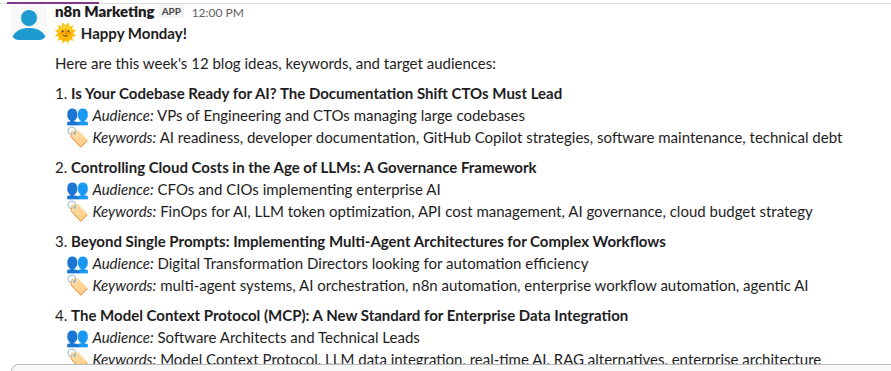 n8n Marketing APP 12:00 PM
🌞 Happy Monday!
Here are this week's 12 blog ideas, keywords, and target audiences:
1. Is Your Codebase Ready for AI? The Documentation Shift CTOs Must Lead
👥 Audience: VPs of Engineering and CTOs managing large codebases
🏷️ Keywords: AI readiness, developer documentation, GitHub Copilot strategies, software maintenance, technical debt
2. Controlling Cloud Costs in the Age of LLMs: A Governance Framework
👥 Audience: CFOs and CIOs implementing enterprise AI
🏷️ Keywords: FinOps for AI, LLM token optimization, API cost management, AI governance, cloud budget strategy
3. Beyond Single Prompts: Implementing Multi-Agent Architectures for Complex Workflows
👥 Audience: Digital Transformation Directors looking for automation efficiency
🏷️ Keywords: multi-agent systems, AI orchestration, n8n automation, enterprise workflow automation, agentic AI
4. The Model Context Protocol (MCP): A New Standard for Enterprise Data Integration
👥 Audience: Software Architects and Technical Leads
🏷️ Keywords: Model Context Protocol, LLM data integration, real-time AI, RAG alternatives, enterprise architecture